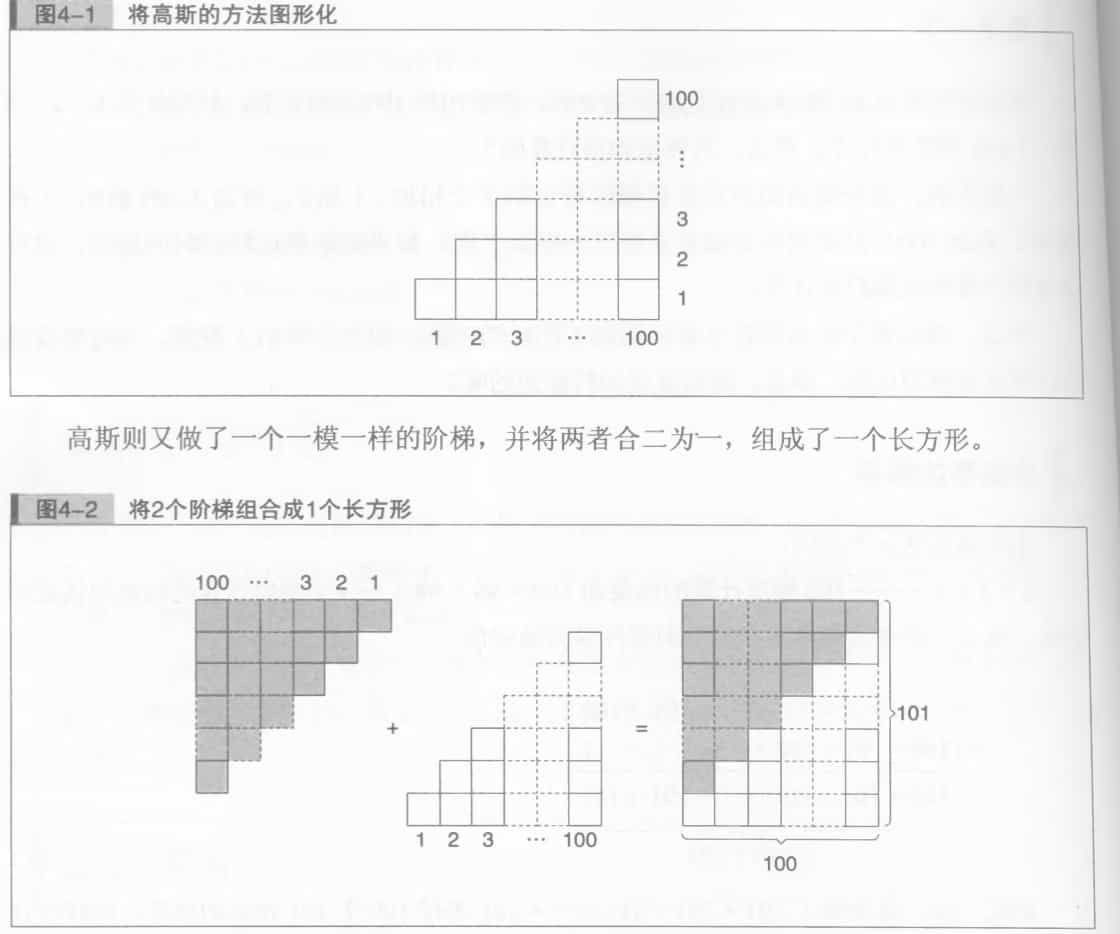 图4-1 将高斯的方法图形化
100
⋮
3
2
1
1 2 3 … 100
高斯则又做了一个一模一样的阶梯，并将两者合二为一，组成了一个长方形。
图4-2 将2个阶梯组合成1个长方形
100 … 3 2 1
+
=
101
1 2 3 … 100
100